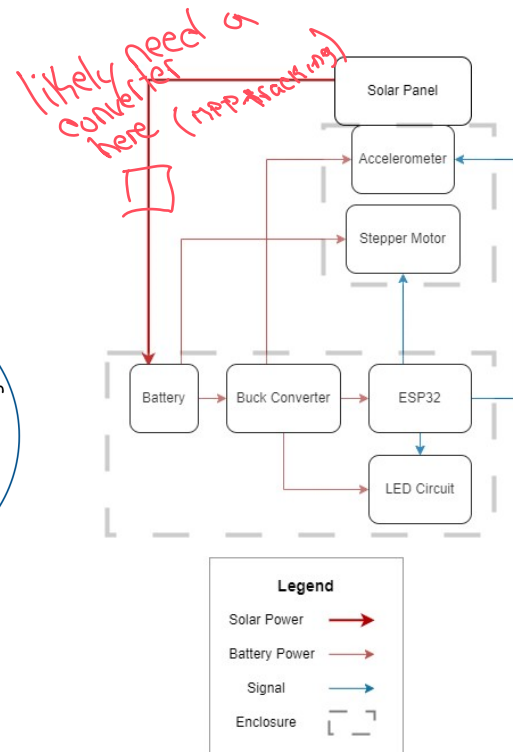 likely need a
converter
here (MPP tracking)
Solar Panel
Accelerometer
Stepper Motor
Battery
Buck Converter
ESP32
LED Circuit
Legend
Solar Power
Battery Power
Signal
Enclosure